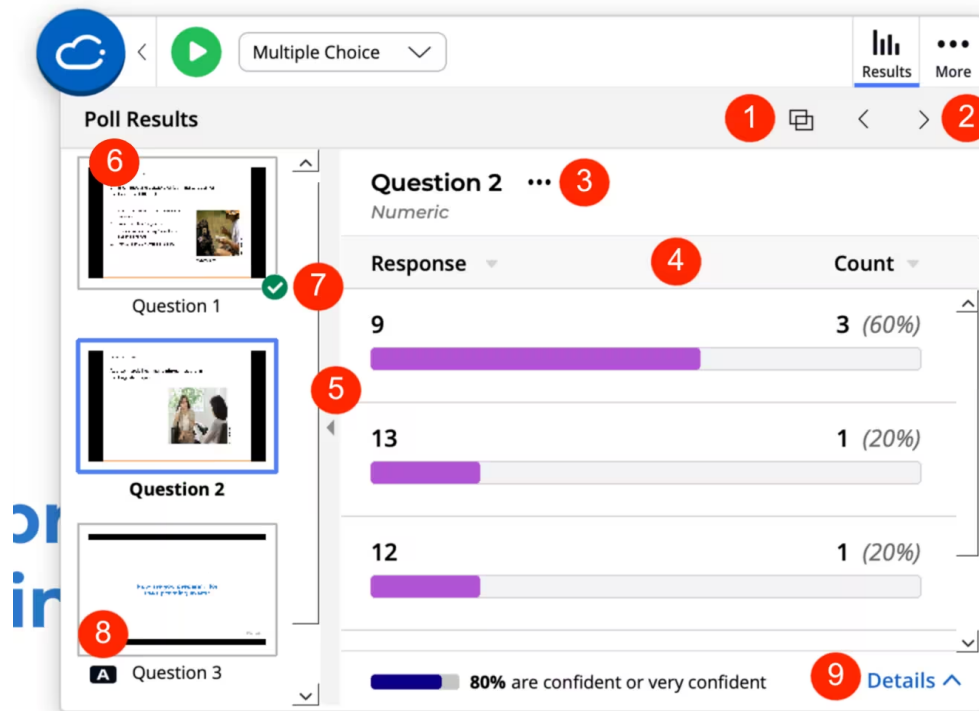 Multiple Choice
Results
More
Poll Results
1
2
6
Question 2
3
Numeric
Response
4
Count
7
Question 1
9
3 (60%)
5
13
1 (20%)
Question 2
12
1 (20%)
8
A Question 3
80% are confident or very confident
9
Details